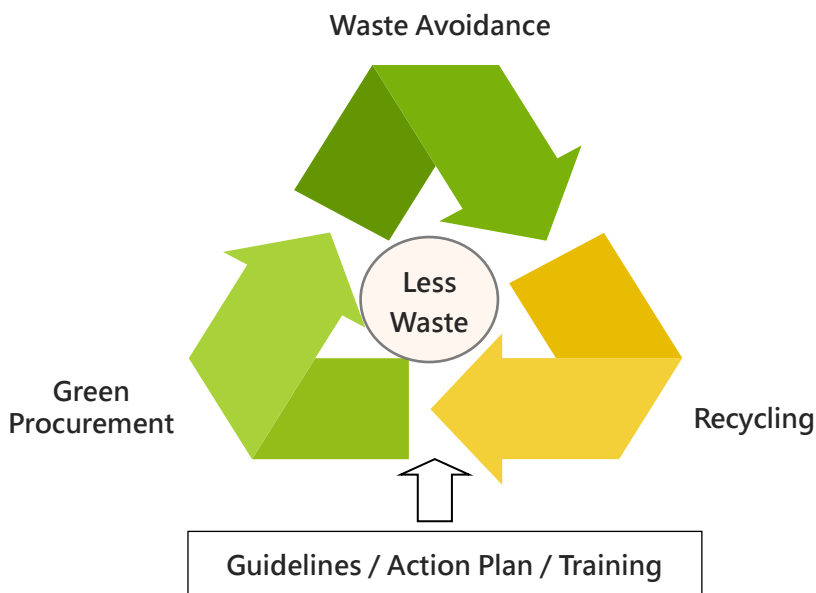 Waste Avoidance
Less
Waste
Green
Procurement
Recycling
Guidelines / Action Plan / Training